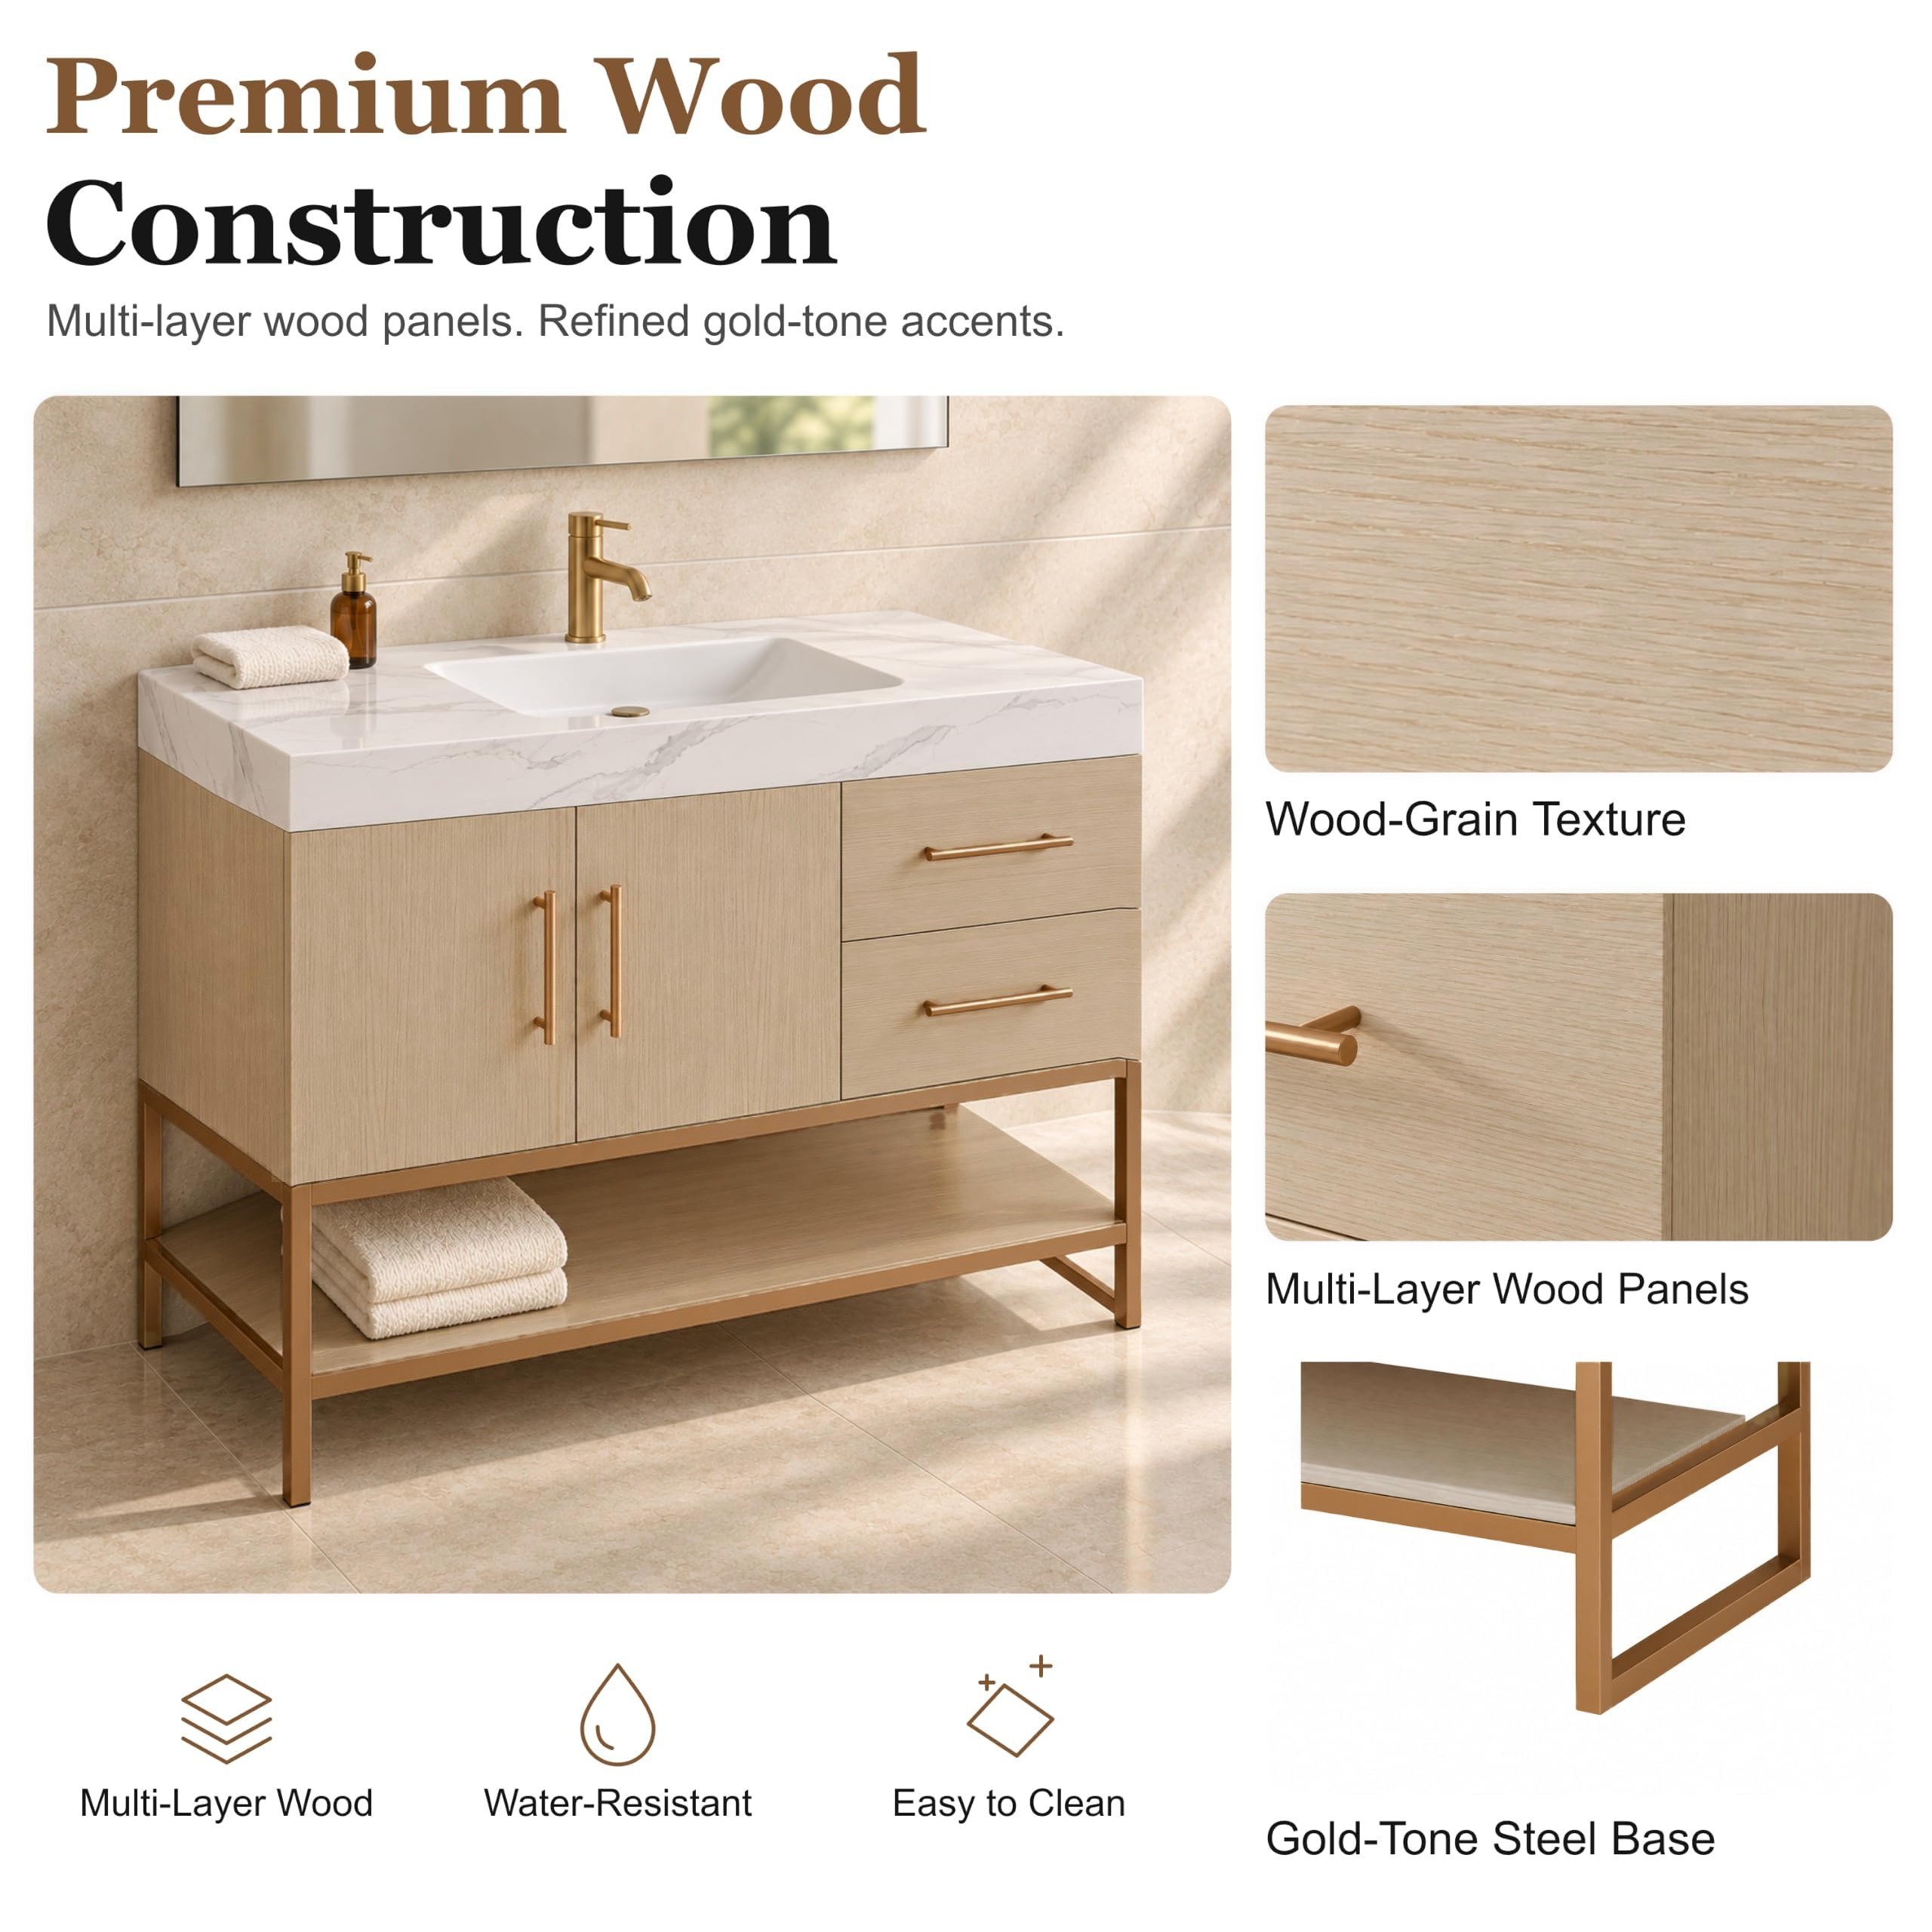 Premium Wood
Construction
Multi-layer wood panels. Refined gold-tone accents.
Wood-Grain Texture
Multi-Layer Wood Panels
Gold-Tone Steel Base
Multi-Layer Wood
Water-Resistant
Easy to Clean